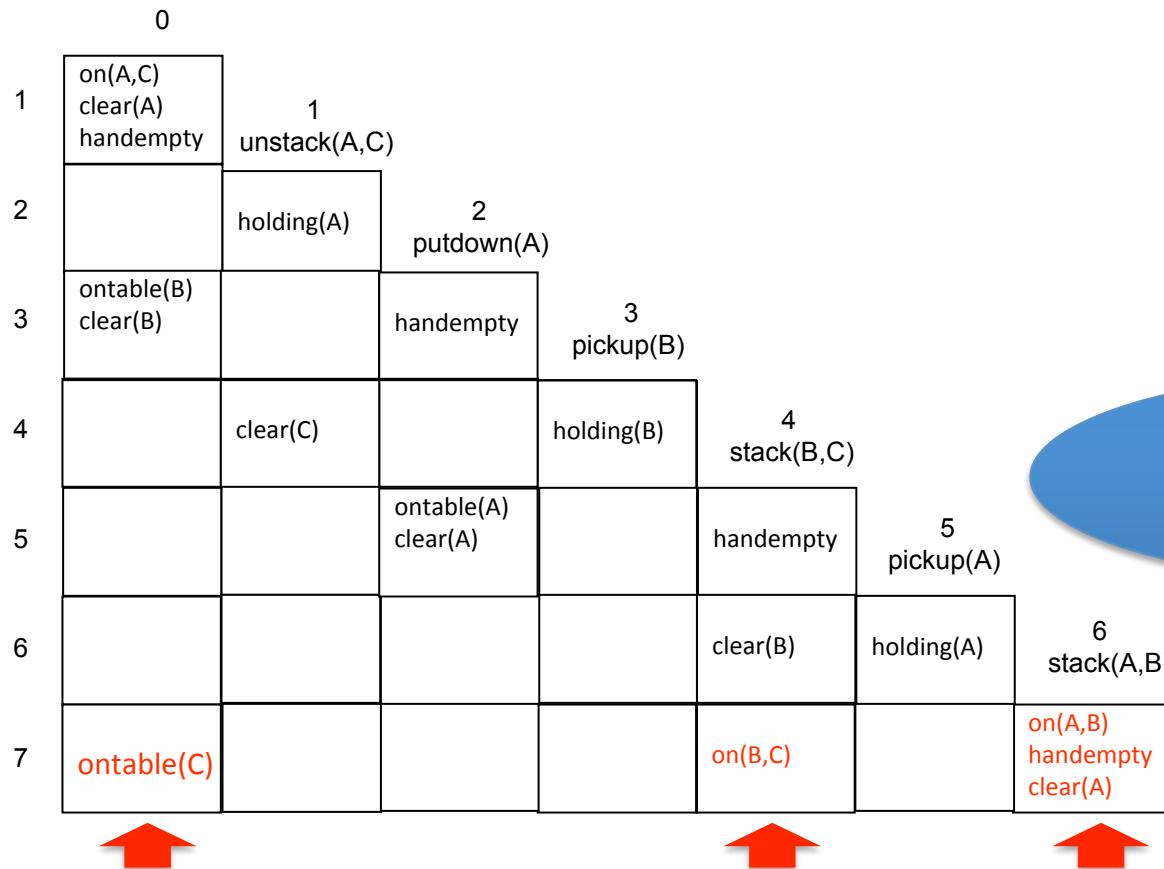 0
1
on(A,C)
clear(A)
handempty
1
unstack(A,C)
2
holding(A)
2
putdown(A)
3
ontable(B)
clear(B)
handempty
3
pickup(B)
4
clear(C)
holding(B)
4
stack(B,C)
5
ontable(A)
clear(A)
handempty
5
pickup(A)
6
clear(B)
holding(A)
6
stack(A,B
7
ontable(C)
on(B,C)
on(A,B)
handempty
clear(A)